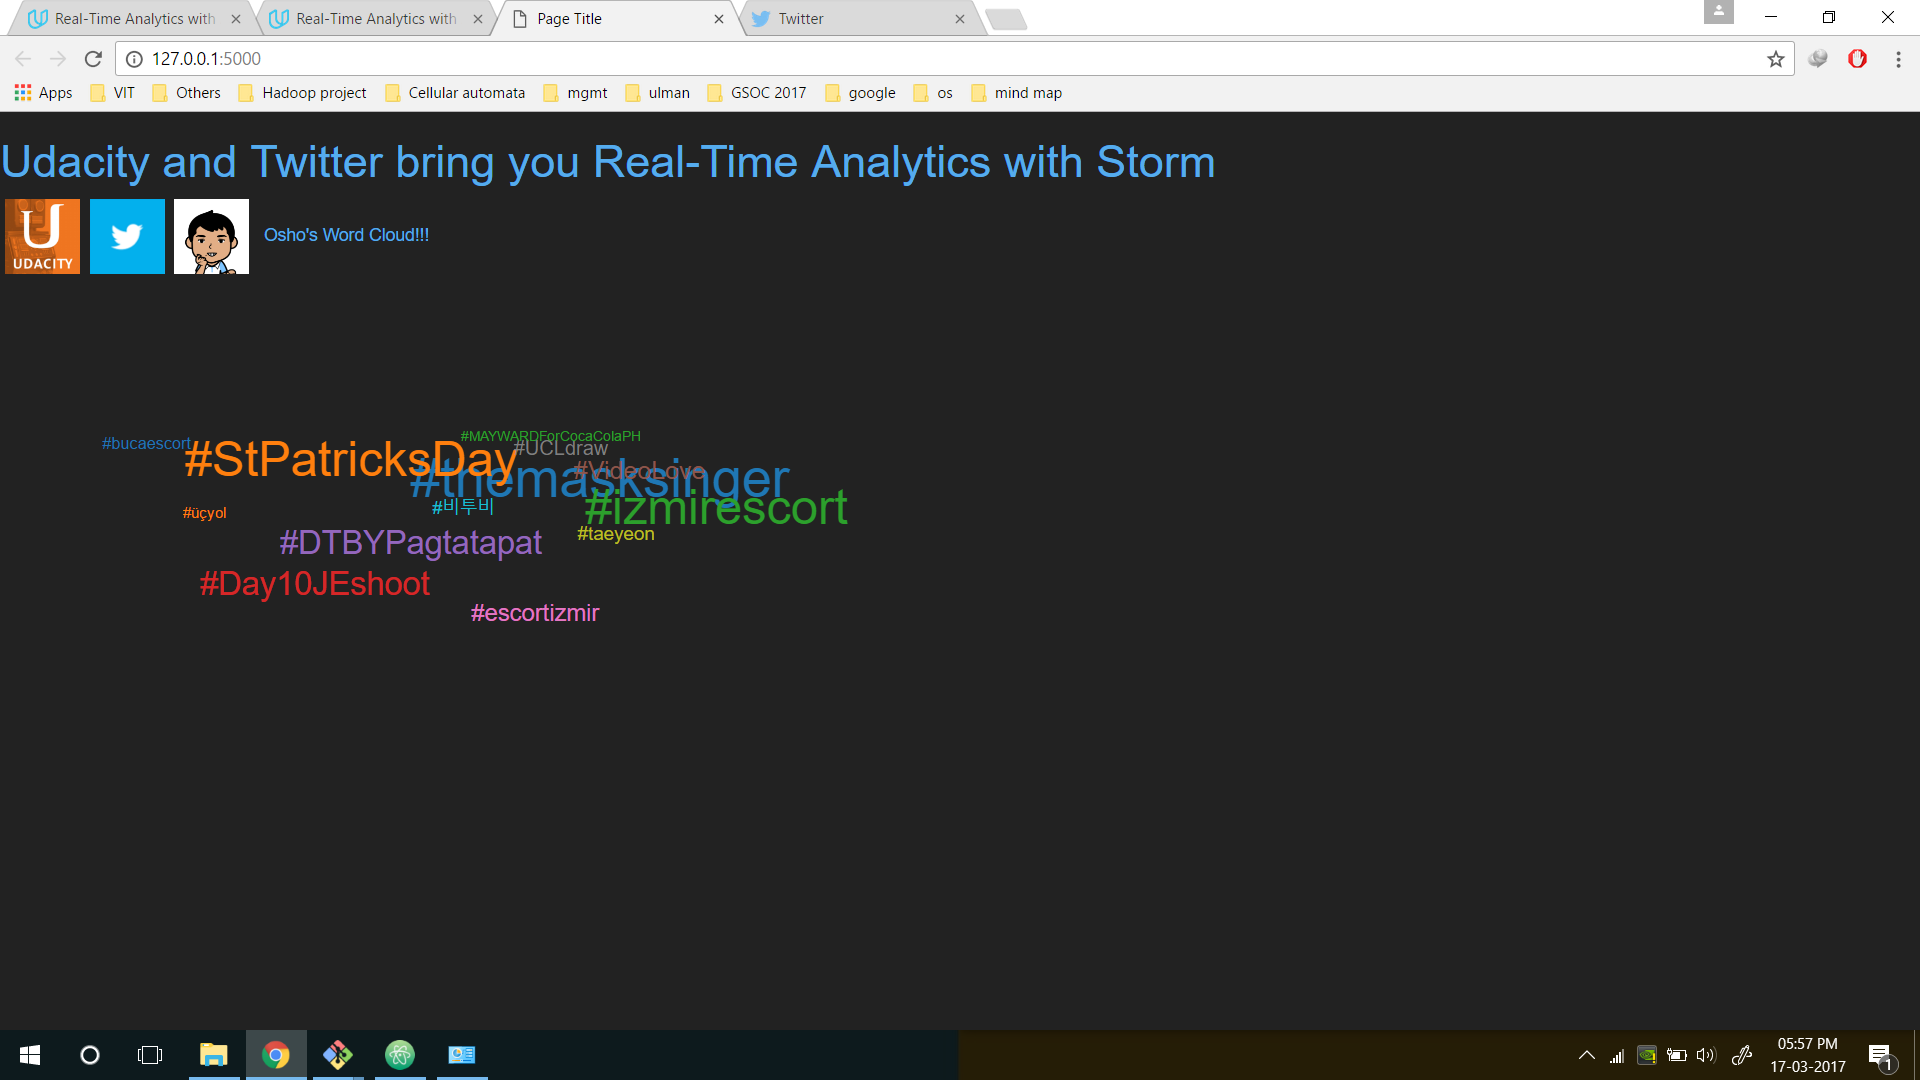 Real-Time Analytics with
Real-Time Analytics with
Page Title
Twitter
127.0.0.1:5000
Apps
VIT
Others
Hadoop project
Cellular automata
mgmt
ulman
GSOC 2017
google
os
mind map
Udacity and Twitter bring you Real-Time Analytics with Storm
U
UDACITY
Osho's Word Cloud!!!
#bucaescort
#StPatricksDay
#MAYWARDForCocaColaPH
#UCLdraw
#VideoLove
#themasksinger
#비투비
#izmirescort
#üçyol
#taeyeon
#DTBYPagtatapat
#Day10JEshoot
#escortizmir
05:57 PM
17-03-2017
1